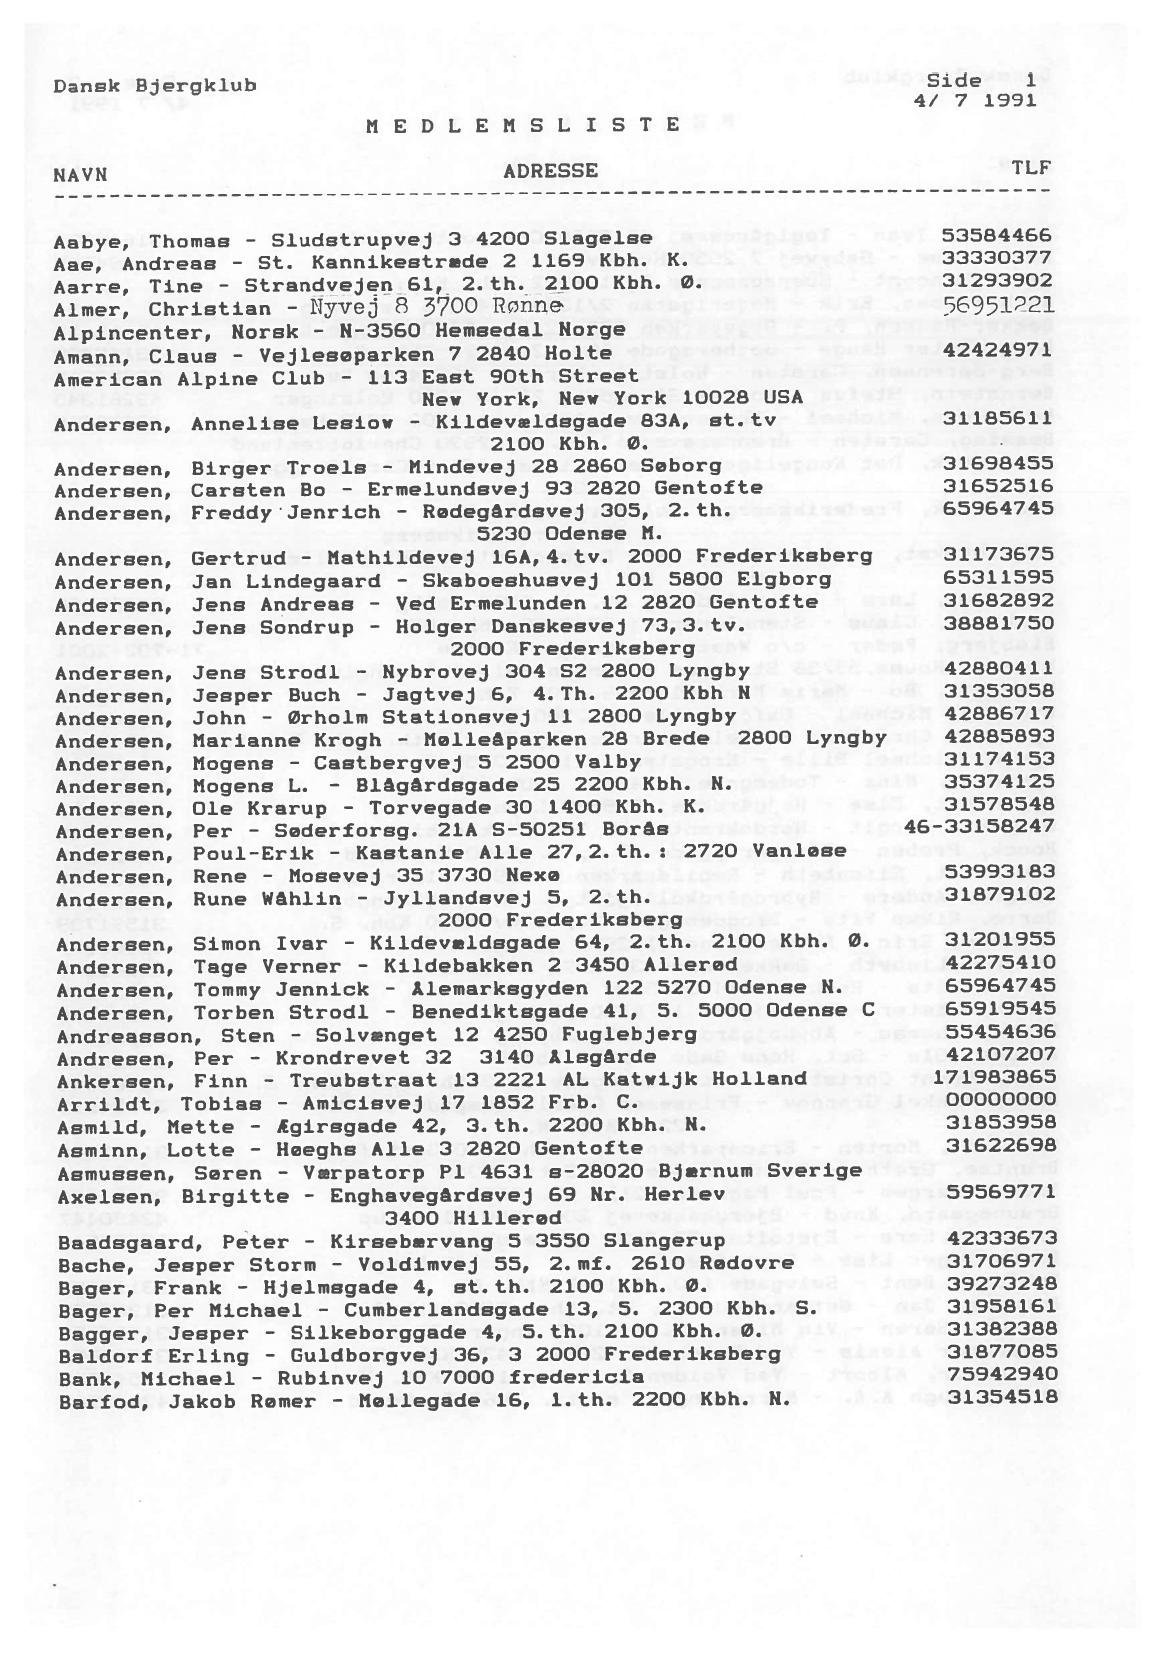 Dansk Bjergklub Side 1
4/ 7 1991
M E D L E M S L I S T E
NAVN ADRESSE TLF
Aabye, Thomas - Sludstrupvej 3 4200 Slagelse 53584466
Aae, Andreas - St. Kannikestræde 2 1169 Kbh. K. 33330377
Aarre, Tine - Strandvejen 61, 2.th. 2100 Kbh. Ø. 31293902
Almer, Christian - Nyvej 8 3700 Rønne 56951221
Alpincenter, Norsk - N-3560 Hemsedal Norge
Amann, Claus - Vejlesøparken 7 2840 Holte 42424971
American Alpine Club - 113 East 90th Street
New York, New York 10028 USA
Andersen, Annelise Lesiow - Kildevældsgade 83A, st.tv 31185611
2100 Kbh. Ø.
Andersen, Birger Troels - Mindevej 28 2860 Søborg 31698455
Andersen, Carsten Bo - Ermelundsvej 93 2820 Gentofte 31652516
Andersen, Freddy Jenrich - Rødegårdsvej 305, 2.th. 65964745
5230 Odense M.
Andersen, Gertrud - Mathildevej 16A,4.tv. 2000 Frederiksberg 31173675
Andersen, Jan Lindegaard - Skaboeshusvej 101 5800 Elgborg 65311595
Andersen, Jens Andreas - Ved Ermelunden 12 2820 Gentofte 31682892
Andersen, Jens Sondrup - Holger Danskesvej 73,3.tv. 38881750
2000 Frederiksberg
Andersen, Jens Strodl - Nybrovej 304 S2 2800 Lyngby 42880411
Andersen, Jesper Buch - Jagtvej 6, 4.Th. 2200 Kbh N 31353058
Andersen, John - Ørholm Stationsvej 11 2800 Lyngby 42886717
Andersen, Marianne Krogh - Mølleåparken 28 Brede 2800 Lyngby 42885893
Andersen, Mogens - Castbergvej 5 2500 Valby 31174153
Andersen, Mogens L. - Blågårdsgade 25 2200 Kbh. N. 35374125
Andersen, Ole Krarup - Torvegade 30 1400 Kbh. K. 31578548
Andersen, Per - Søderforsg. 21A S-50251 Borås 46-33158247
Andersen, Poul-Erik - Kastanie Alle 27,2.th.: 2720 Vanløse
Andersen, Rene - Mosevej 35 3730 Nexø 53993183
Andersen, Rune Wåhlin - Jyllandsvej 5, 2.th. 31879102
2000 Frederiksberg
Andersen, Simon Ivar - Kildevældsgade 64, 2.th. 2100 Kbh. Ø. 31201955
Andersen, Tage Verner - Kildebakken 2 3450 Allerød 42275410
Andersen, Tommy Jennick - Alemarksgyden 122 5270 Odense N. 65964745
Andersen, Torben Strodl - Benediktsgade 41, 5. 5000 Odense C 65919545
Andreasson, Sten - Solvænget 12 4250 Fuglebjerg 55454636
Andresen, Per - Krondrevet 32 3140 Ålsgårde 42107207
Ankersen, Finn - Treubstraat 13 2221 AL Katwijk Holland 171983865
Arrildt, Tobias - Amicisvej 17 1852 Frb. C. 00000000
Asmild, Mette - Ægirsgade 42, 3.th. 2200 Kbh. N. 31853958
Asminn, Lotte - Høeghs Alle 3 2820 Gentofte 31622698
Asmussen, Søren - Værpatorp Pl 4631 s-28020 Bjærnum Sverige
Axelsen, Birgitte - Enghavegårdsvej 69 Nr. Herlev 59569771
3400 Hillerød
Baadsgaard, Peter - Kirsebærvang 5 3550 Slangerup 42333673
Bache, Jesper Storm - Voldimvej 55, 2.mf. 2610 Rødovre 31706971
Bager, Frank - Hjelmsgade 4, st.th. 2100 Kbh. Ø. 39273248
Bager, Per Michael - Cumberlandsgade 13, 5. 2300 Kbh. S. 31958161
Bagger, Jesper - Silkeborggade 4, 5.th. 2100 Kbh. Ø. 31382388
Baldorf Erling - Guldborgvej 36, 3 2000 Frederiksberg 31877085
Bank, Michael - Rubinvej 10 7000 fredericia 75942940
Barfod, Jakob Rømer - Møllegade 16, 1.th. 2200 Kbh. N. 31354518